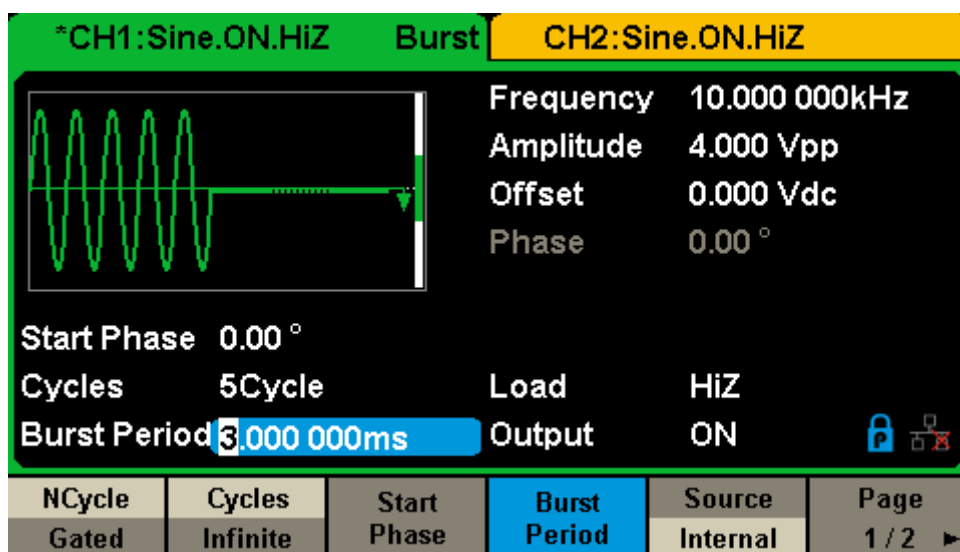 *CH1:Sine.ON.HiZ Burst CH2:Sine.ON.HiZ
Frequency 10.000 000kHz
Amplitude 4.000 Vpp
Offset 0.000 Vdc
Phase 0.00 °
Start Phase 0.00 °
Cycles 5Cycle Load HiZ
Burst Period 3.000 000ms Output ON P
NCycle Cycles Start Burst Source Page
Gated Infinite Phase Period Internal 1/2 ►